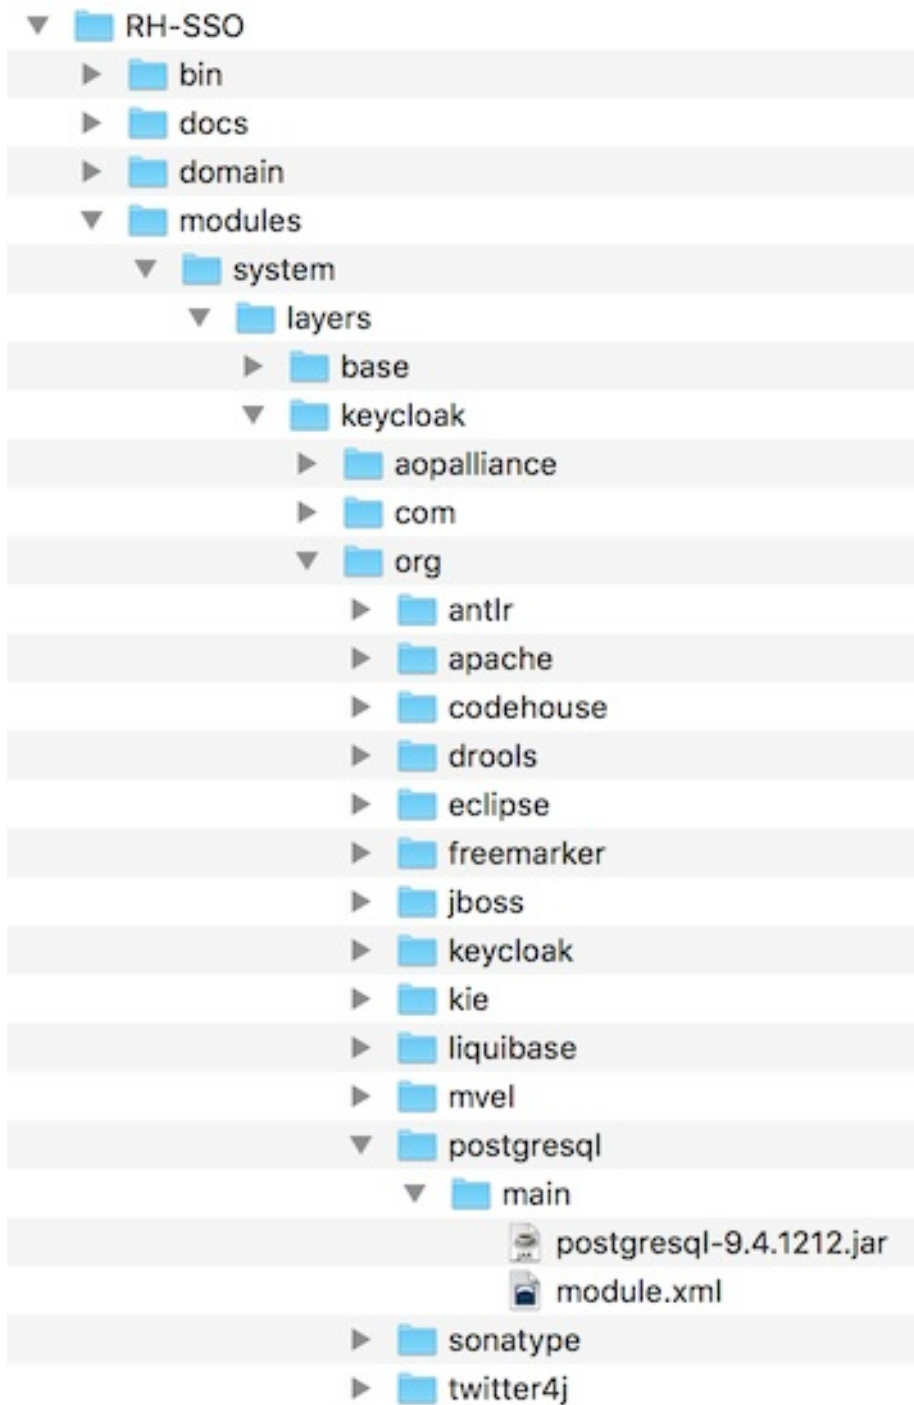 RH-SSO
bin
docs
domain
modules
system
layers
base
keycloak
aopalliance
com
org
antlr
apache
codehouse
drools
eclipse
freemarker
jboss
keycloak
kie
liquibase
mvel
postgresql
main
postgresql-9.4.1212.jar
module.xml
sonatype
twitter4j